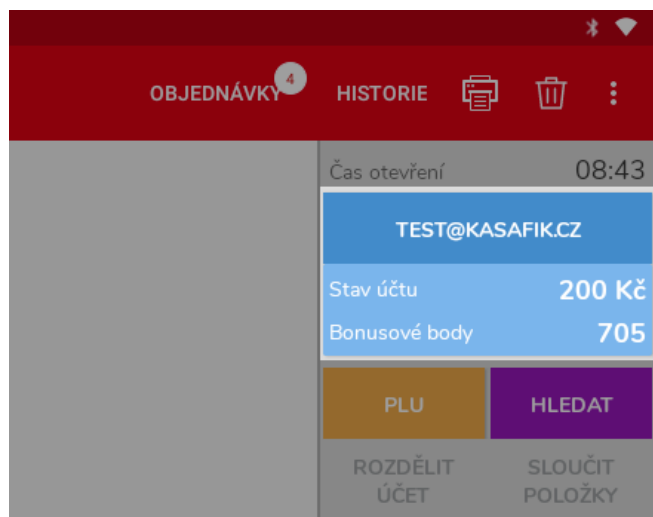 OBJEDNÁVKY 4 HISTORIE
Čas otevření 08:43
TEST@KASAFIK.CZ
Stav účtu 200 Kč
Bonusové body 705
PLU HLEDAT
ROZDĚLIT SLOUČIT
ÚČET POLOŽKY